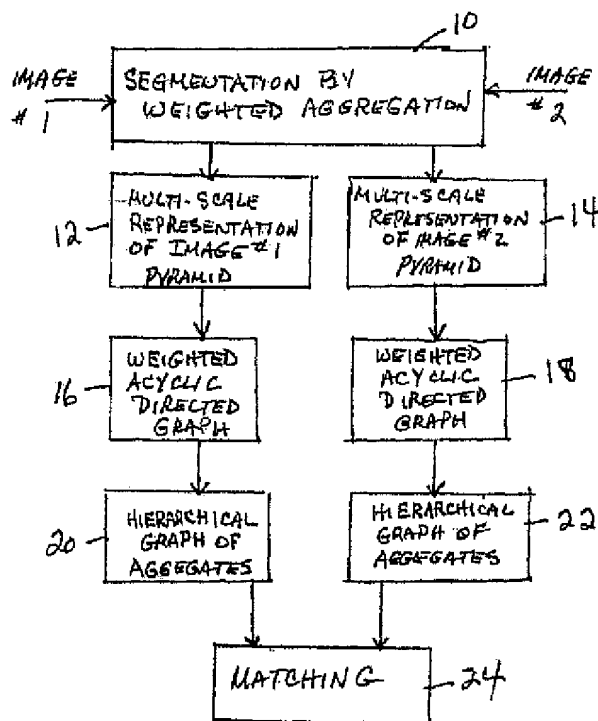 10
IMAGE
# 1
SEGMENTATION BY
WEIGHTED AGGREGATION
IMAGE
# 2
12
MULTI-SCALE
REPRESENTATION
OF IMAGE #1
PYRAMID
MULTI-SCALE
REPRESENTATION
OF IMAGE #2
PYRAMID
14
16
WEIGHTED
ACYCLIC
DIRECTED
GRAPH
WEIGHTED
ACYCLIC
DIRECTED
GRAPH
18
20
HIERARCHICAL
GRAPH OF
AGGEGATES
HIERARCHICAL
GRAPH OF
AGGEGATES
22
MATCHING
24